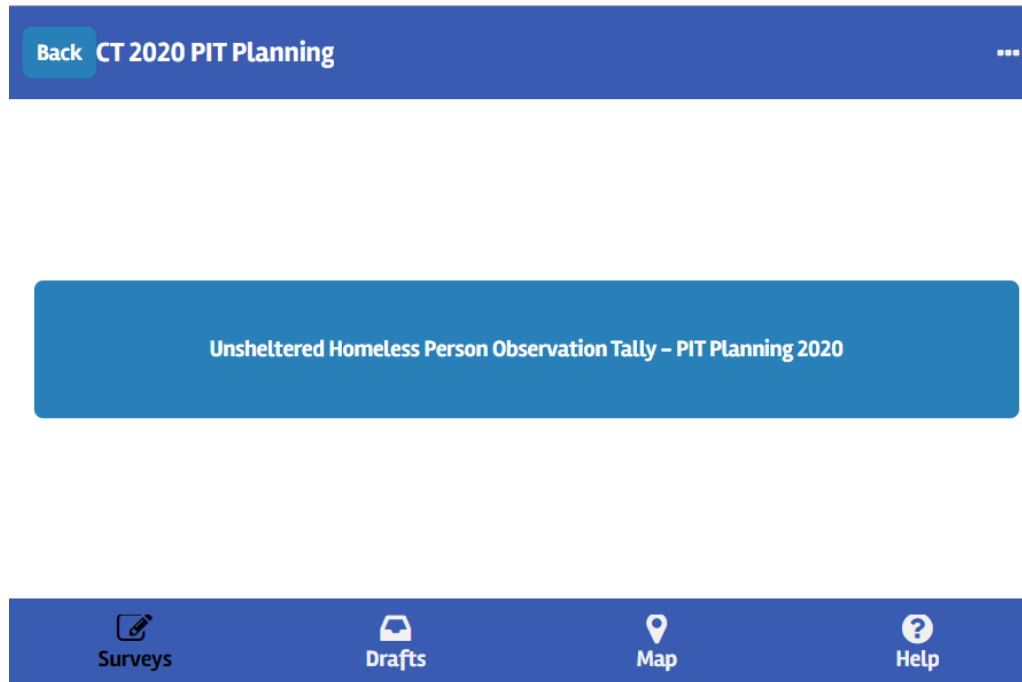 Back CT 2020 PIT Planning
Unsheltered Homeless Person Observation Tally – PIT Planning 2020
Surveys Drafts Map Help